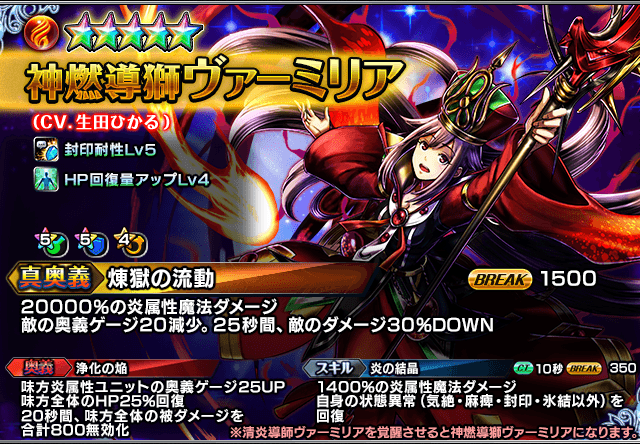 神燃導獅ヴァーミリア
(CV.生田ひかる)
封印耐性Lv5
HP回復量アップLv4
5 5 4
真奥義 煉獄の流動 BREAK 1500
20000%の炎属性魔法ダメージ
敵の奥義ゲージ20減少。25秒間、敵のダメージ30%DOWN
奥義 浄化の焔
味方炎属性ユニットの奥義ゲージ25UP
味方全体のHP25%回復
20秒間、味方全体の被ダメージを
合計800無効化
スキル 炎の結晶 CT 10秒 BREAK 350
1400%の炎属性魔法ダメージ
自身の状態異常(気絶・麻痺・封印・氷結以外)を
回復
※清炎導師ヴァーミリアを覚醒させると神燃導獅ヴァーミリアになります。